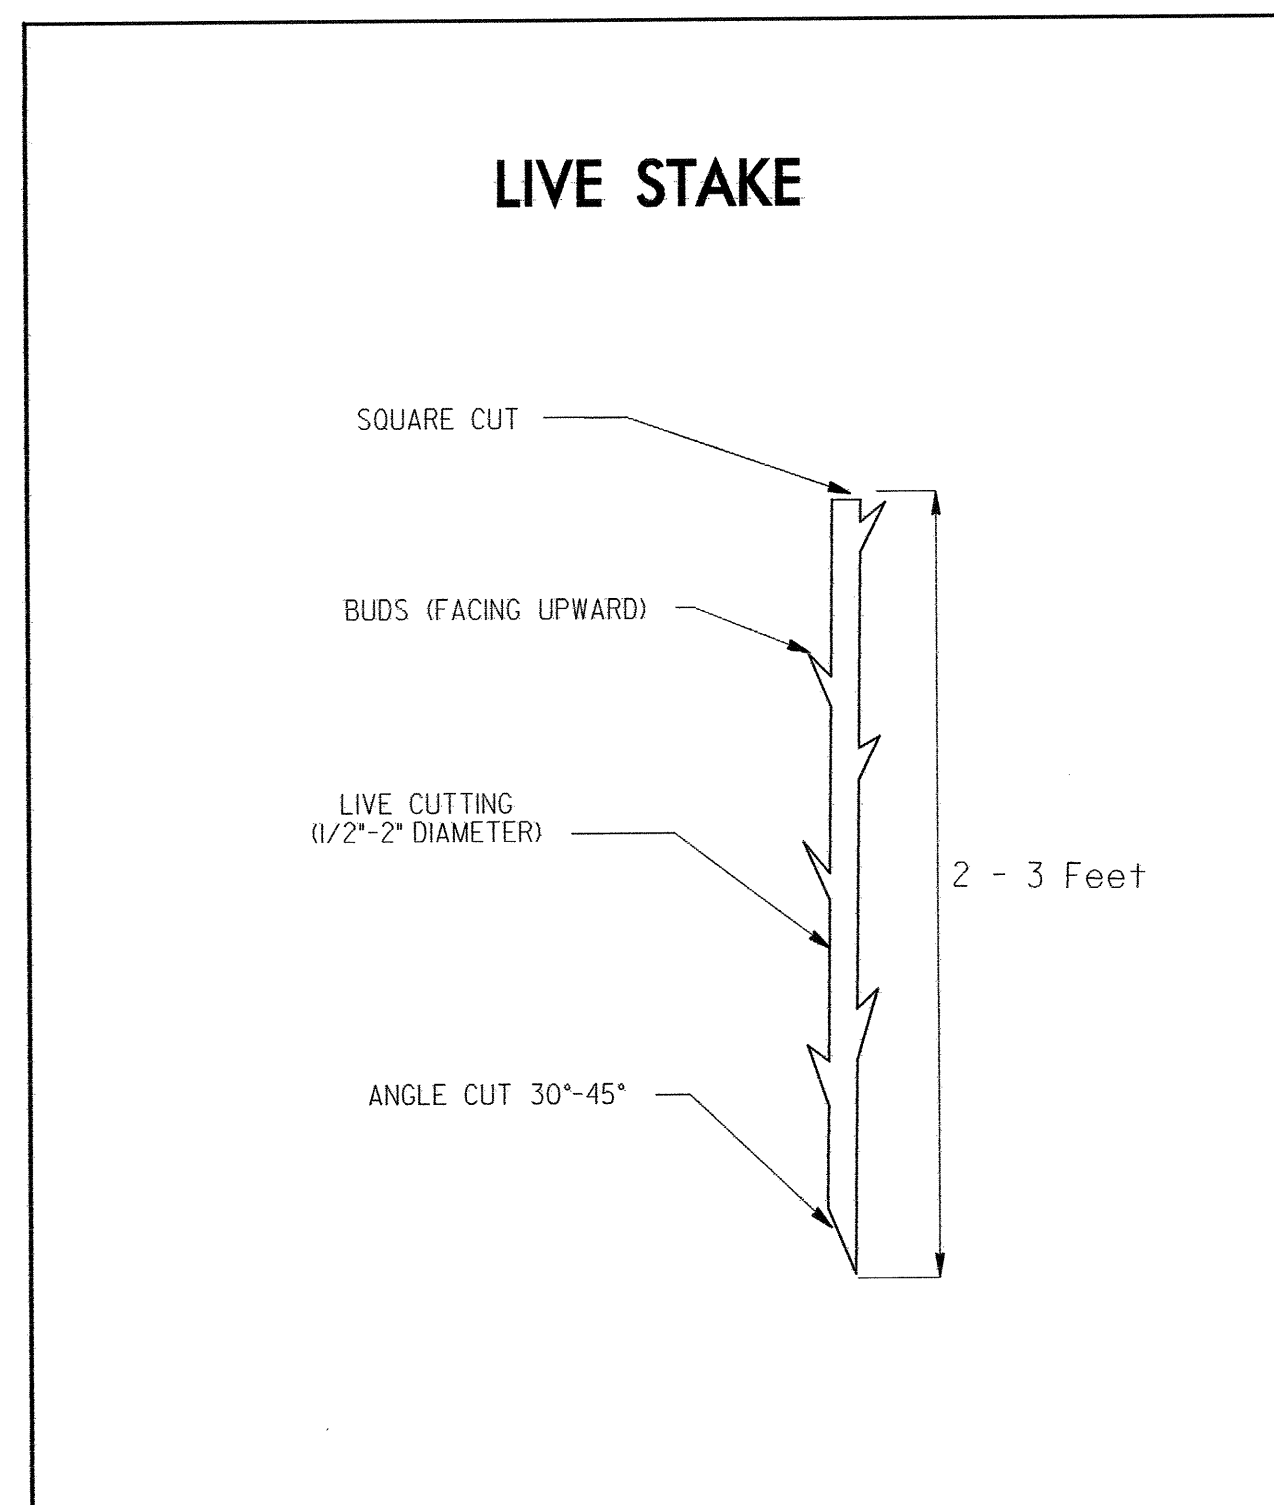 LIVE STAKE
SQUARE CUT
BUDS (FACING UPWARD)
LIVE CUTTING
(1/2"-2" DIAMETER)
2 - 3 Feet
ANGLE CUT 30°-45°